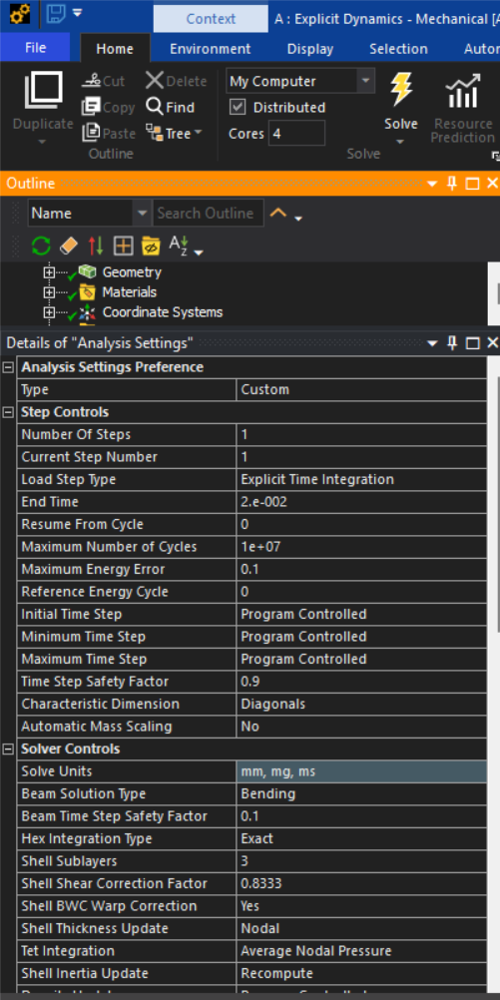 Context A : Explicit Dynamics - Mechanical [A
File Home Environment Display Selection Autor
Duplicate Cut Copy Paste Delete Find Tree
My Computer
Distributed
Cores 4
Solve
Resource Prediction
Outline Solve
Outline
Name Search Outline
Geometry
Materials
Coordinate Systems
Details of "Analysis Settings"
Analysis Settings Preference
Type Custom
Step Controls
Number Of Steps 1
Current Step Number 1
Load Step Type Explicit Time Integration
End Time 2.e-002
Resume From Cycle 0
Maximum Number of Cycles 1e+07
Maximum Energy Error 0.1
Reference Energy Cycle 0
Initial Time Step Program Controlled
Minimum Time Step Program Controlled
Maximum Time Step Program Controlled
Time Step Safety Factor 0.9
Characteristic Dimension Diagonals
Automatic Mass Scaling No
Solver Controls
Solve Units mm, mg, ms
Beam Solution Type Bending
Beam Time Step Safety Factor 0.1
Hex Integration Type Exact
Shell Sublayers 3
Shell Shear Correction Factor 0.8333
Shell BWC Warp Correction Yes
Shell Thickness Update Nodal
Tet Integration Average Nodal Pressure
Shell Inertia Update Recompute